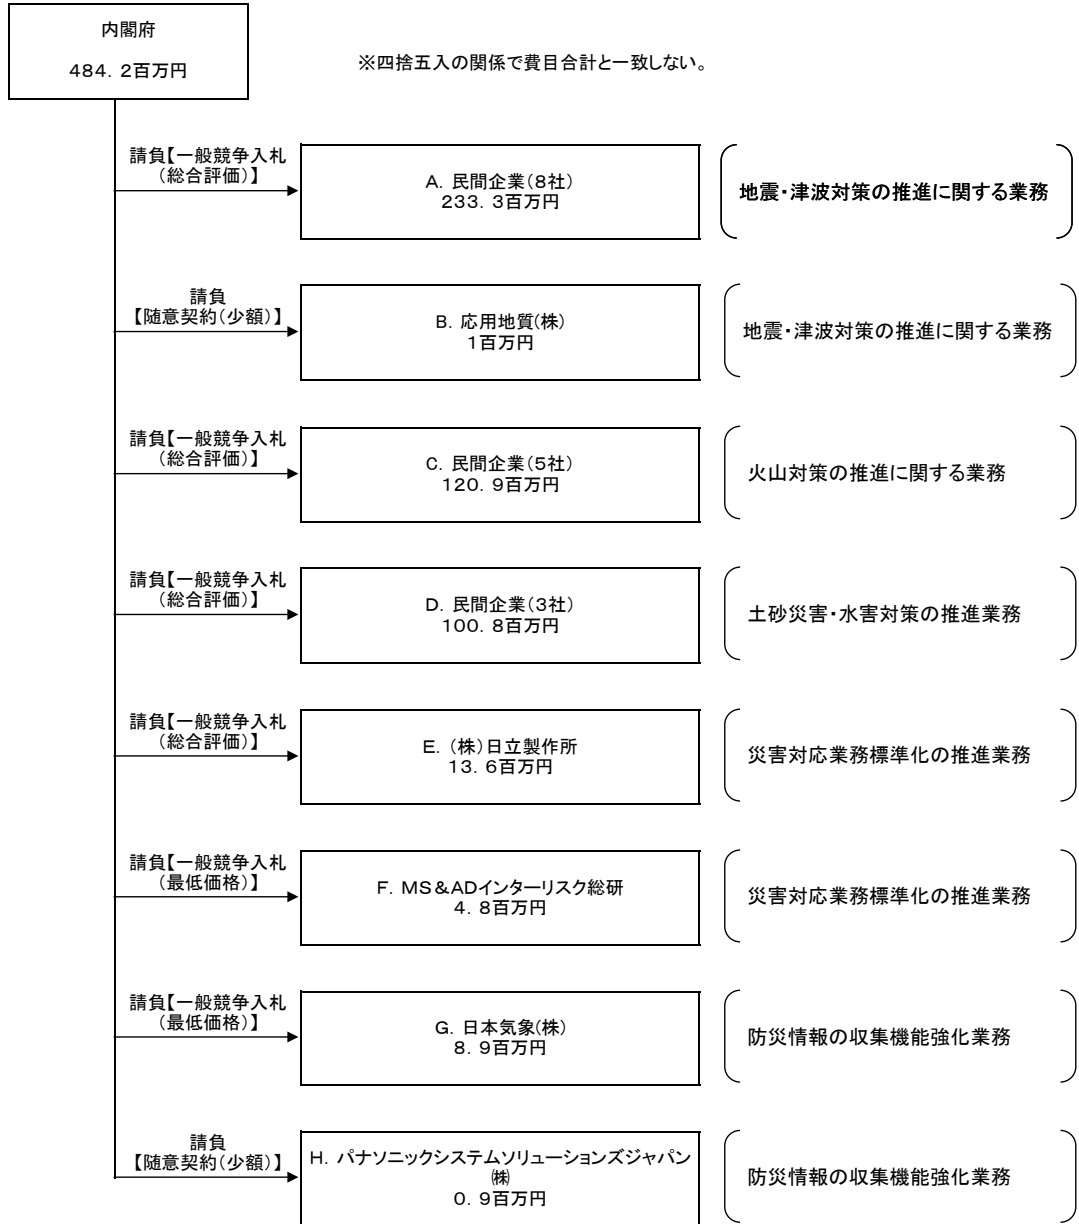 内閣府
484．2百万円
※四捨五入の関係で費目合計と一致しない。
請負【一般競争入札
（総合評価）】
A．民間企業（8社）
233．3百万円
地震・津波対策の推進に関する業務
請負
【随意契約（少額）】
B．応用地質(株)
1百万円
地震・津波対策の推進に関する業務
請負【一般競争入札
（総合評価）】
C．民間企業（5社）
120．9百万円
火山対策の推進に関する業務
請負【一般競争入札
（総合評価）】
D．民間企業（3社）
100．8百万円
土砂災害・水害対策の推進業務
請負【一般競争入札
（総合評価）】
E．（株）日立製作所
13．6百万円
災害対応業務標準化の推進業務
請負【一般競争入札
（最低価格）】
F．MS＆ADインターリスク総研
4．8百万円
災害対応業務標準化の推進業務
請負【一般競争入札
（最低価格）】
G．日本気象(株)
8．9百万円
防災情報の収集機能強化業務
請負
【随意契約（少額）】
H．パナソニックシステムソリューションズジャパン
㈱
0．9百万円
防災情報の収集機能強化業務